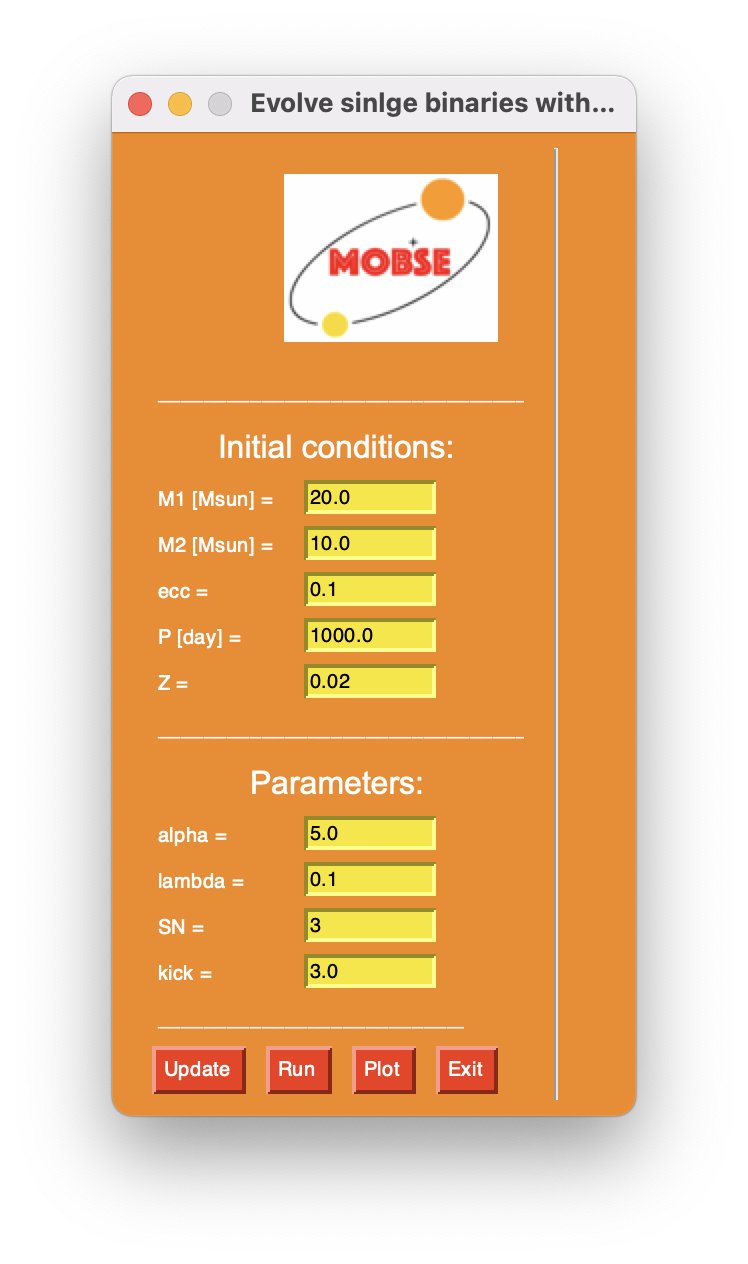 Evolve sinlge binaries with...
MOBSE
Initial conditions:
M1 [Msun] = 20.0
M2 [Msun] = 10.0
ecc = 0.1
P [day] = 1000.0
Z = 0.02
Parameters:
alpha = 5.0
lambda = 0.1
SN = 3
kick = 3.0
Update Run Plot Exit